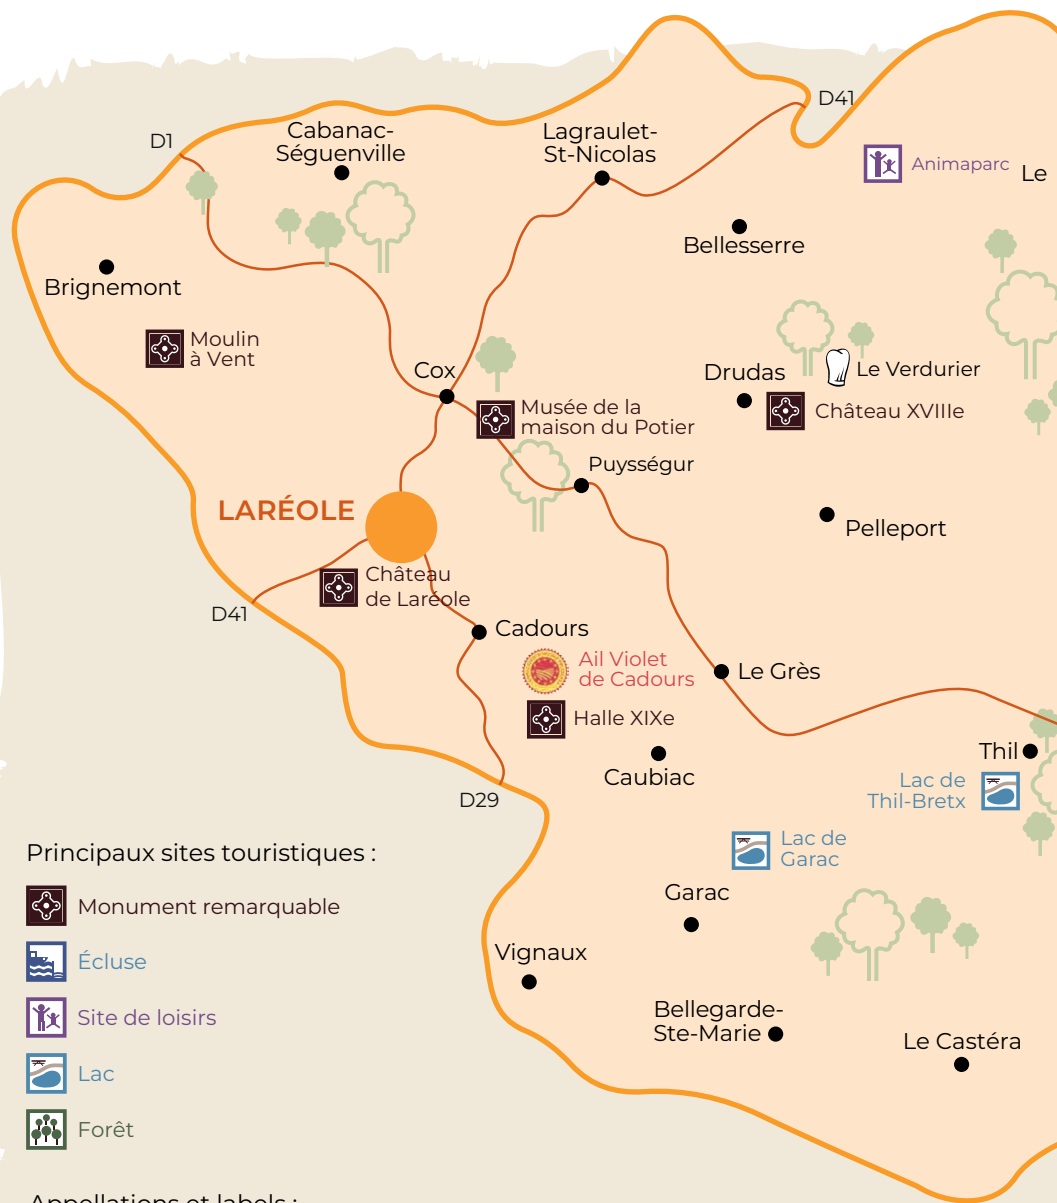 D41
D1
Cabanac-
Séguenville
Lagraulet-
St-Nicolas
Animaparc
Le
Bellesserre
Brignemont
Moulin
à Vent
Cox
Drudas
Le Verdurier
Château XVIIIe
Musée de la
maison du Potier
Puysségur
LARÉOLE
Pelleport
Château
de Laréole
D41
Cadours
Ail Violet
de Cadours
Le Grès
Halle XIXe
Thil
Caubiac
Lac de
Thil-Bretx
D29
Lac de
Garac
Principaux sites touristiques :
Garac
Monument remarquable
Vignaux
Écluse
Bellegarde-
Ste-Marie
Site de loisirs
Le Castéra
Lac
Forêt
Appellations et labels :